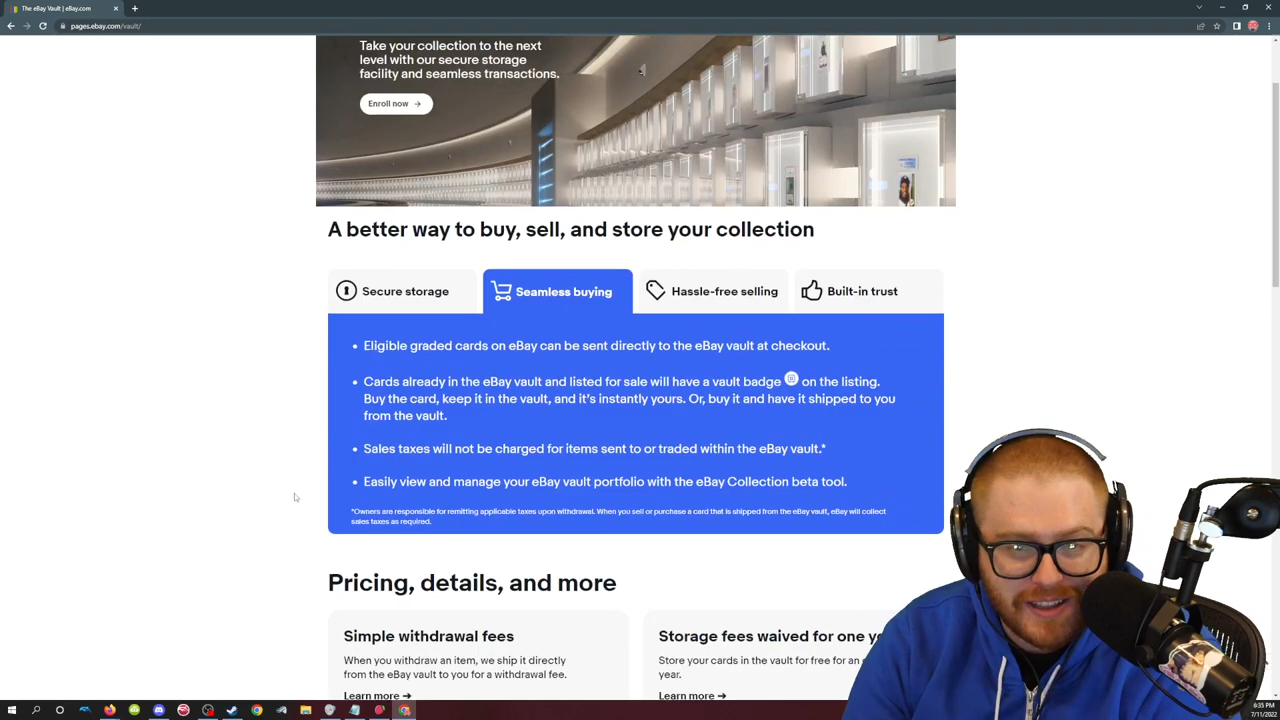 The eBay Vault | eBay.com
pages.ebay.com/vault/
Take your collection to the next
level with our secure storage
facility and seamless transactions.
Enroll now →
A better way to buy, sell, and store your collection
Secure storage
Seamless buying
Hassle-free selling
Built-in trust
• Eligible graded cards on eBay can be sent directly to the eBay vault at checkout.
• Cards already in the eBay vault and listed for sale will have a vault badge on the listing.
Buy the card, keep it in the vault, and it's instantly yours. Or, buy it and have it shipped to you
from the vault.
• Sales taxes will not be charged for items sent to or traded within the eBay vault.*
• Easily view and manage your eBay vault portfolio with the eBay Collection beta tool.
*Owners are responsible for remitting applicable taxes upon withdrawal. When you sell or purchase a card that is shipped from the eBay vault, eBay will collect
sales taxes as required.
Pricing, details, and more
Simple withdrawal fees
When you withdraw an item, we ship it directly
from the eBay vault to you for a withdrawal fee.
Learn more →
Storage fees waived for one
Store your cards in the vault for free for an
year.
Learn more →
6:35 PM
7/11/2022